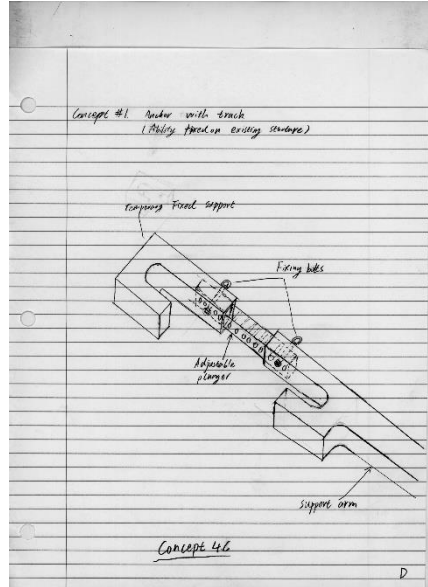 Concept #1. Anchor with track
(Ability fixed on existing structure)
Temporary Fixed support
Fixing bolts
Adjustable
plunger
support arm
Concept 4b
D